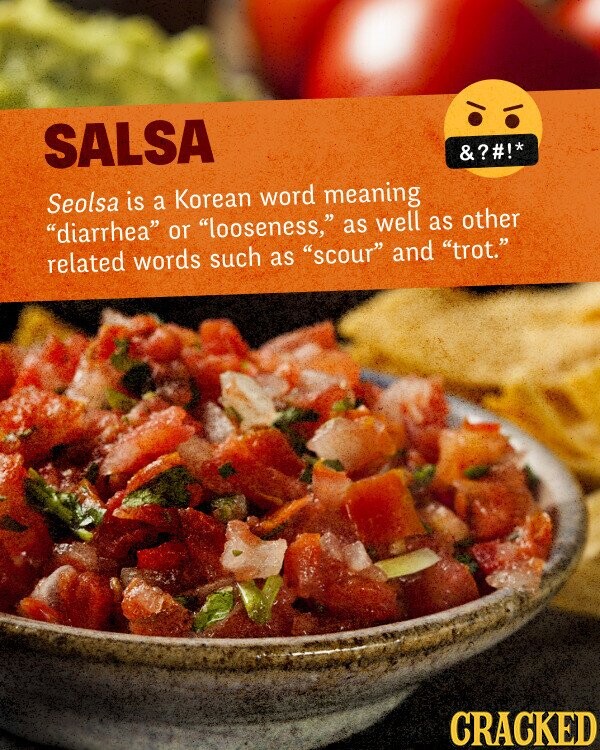 SALSA
&?#!*
Seolsa is a Korean word meaning
“diarrhea” or “looseness,” as well as other
related words such as “scour” and “trot.”
CRACKED